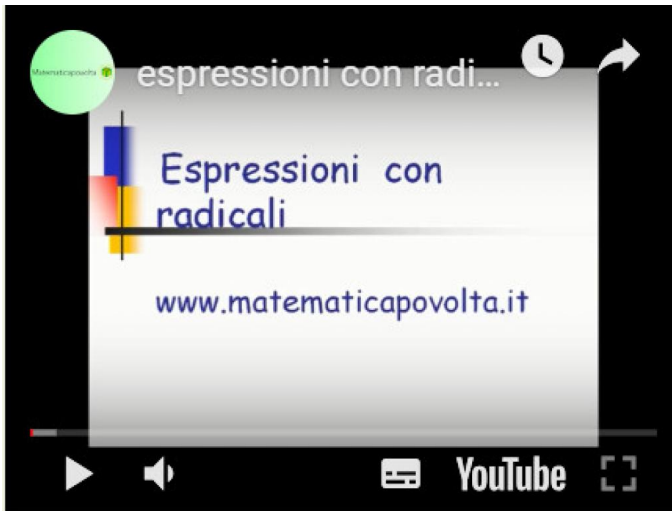 Matematicapovolta
espressioni con radi...
Espressioni con
radicali
www.matematicapovolta.it
YouTube